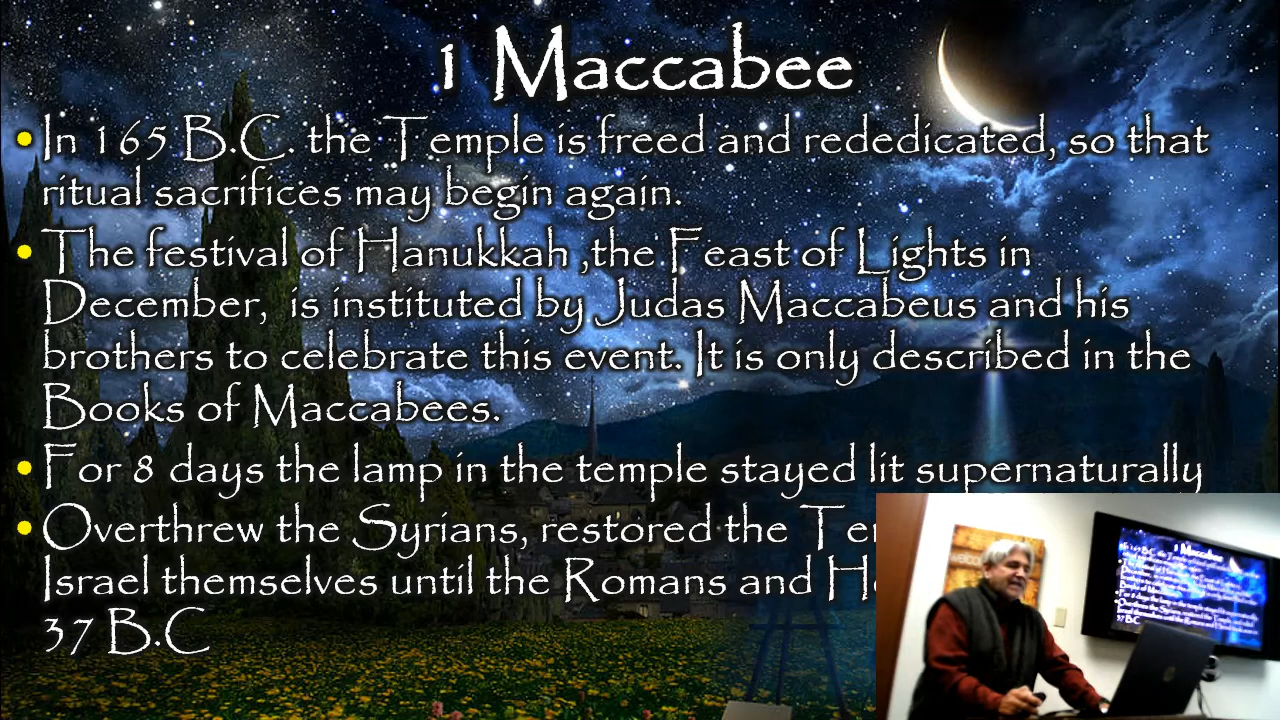 1 Maccabee
• In 165 B.C. the Temple is freed and rededicated, so that
ritual sacrifices may begin again.
• The festival of Hanukkah ,the Feast of Lights in
December,  is instituted by Judas Maccabeus and his
brothers to celebrate this event. It is only described in the
Books of Maccabees.
• For 8 days the lamp in the temple stayed lit supernaturally
• Overthrew the Syrians, restored the
Israel themselves until the Romans and
37 B.C